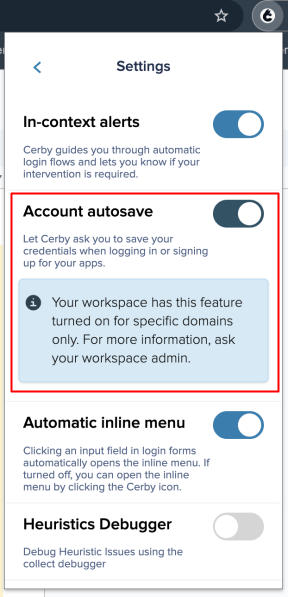 Settings
In-context alerts
Cerby guides you through automatic
login flows and lets you know if your
intervention is required.
Account autosave
Let Cerby ask you to save your
credentials when logging in or signing
up for your apps.
Your workspace has this feature
turned on for specific domains
only. For more information, ask
your workspace admin.
Automatic inline menu
Clicking an input field in login forms
automatically opens the inline menu. If
turned off, you can open the inline
menu by clicking the Cerby icon.
Heuristics Debugger
Debug Heuristic Issues using the
collect debugger